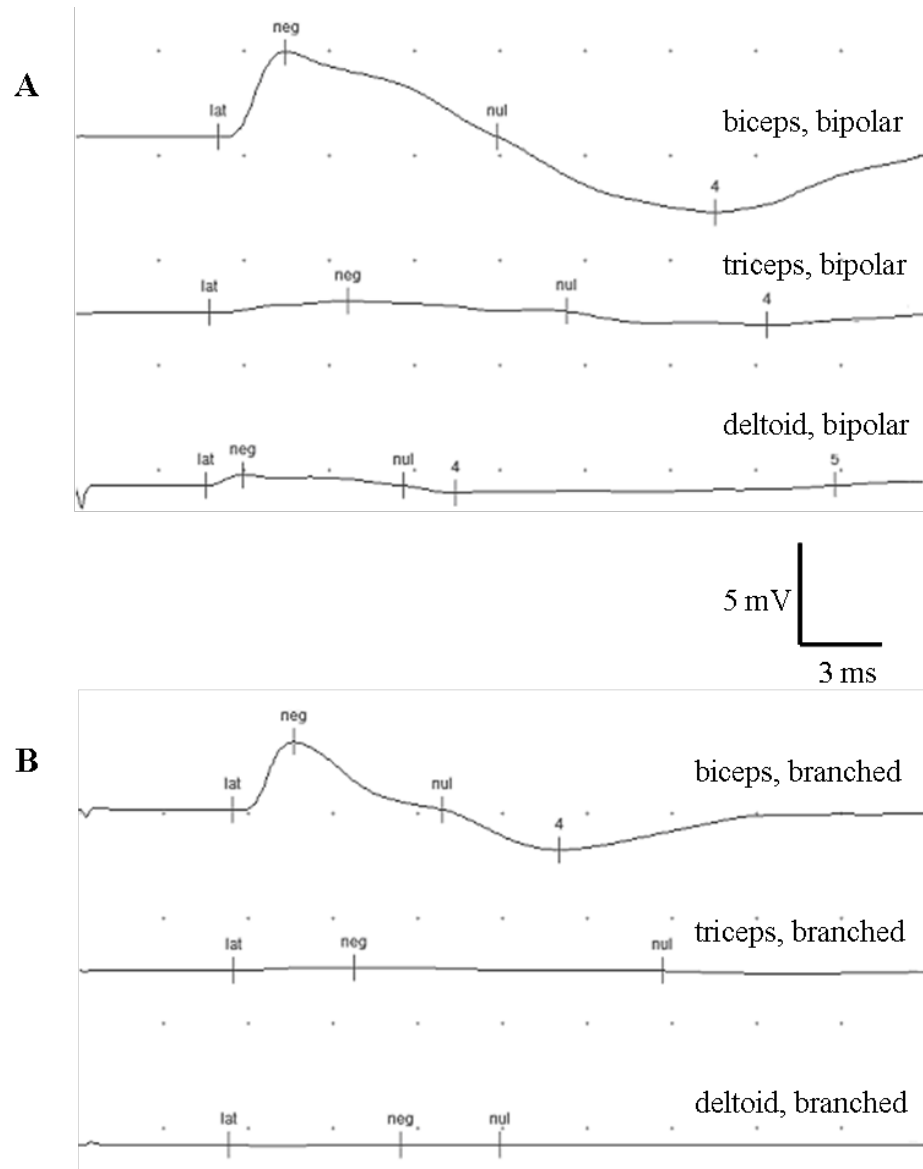 neg
A
lat
nul
biceps, bipolar
4
triceps, bipolar
neg
lat
nul
4
deltoid, bipolar
neg
lat
nul
4
5
5 mV
3 ms
neg
B
biceps, branched
lat
nul
4
triceps, branched
lat
neg
nul
deltoid, branched
lat
neg
nul